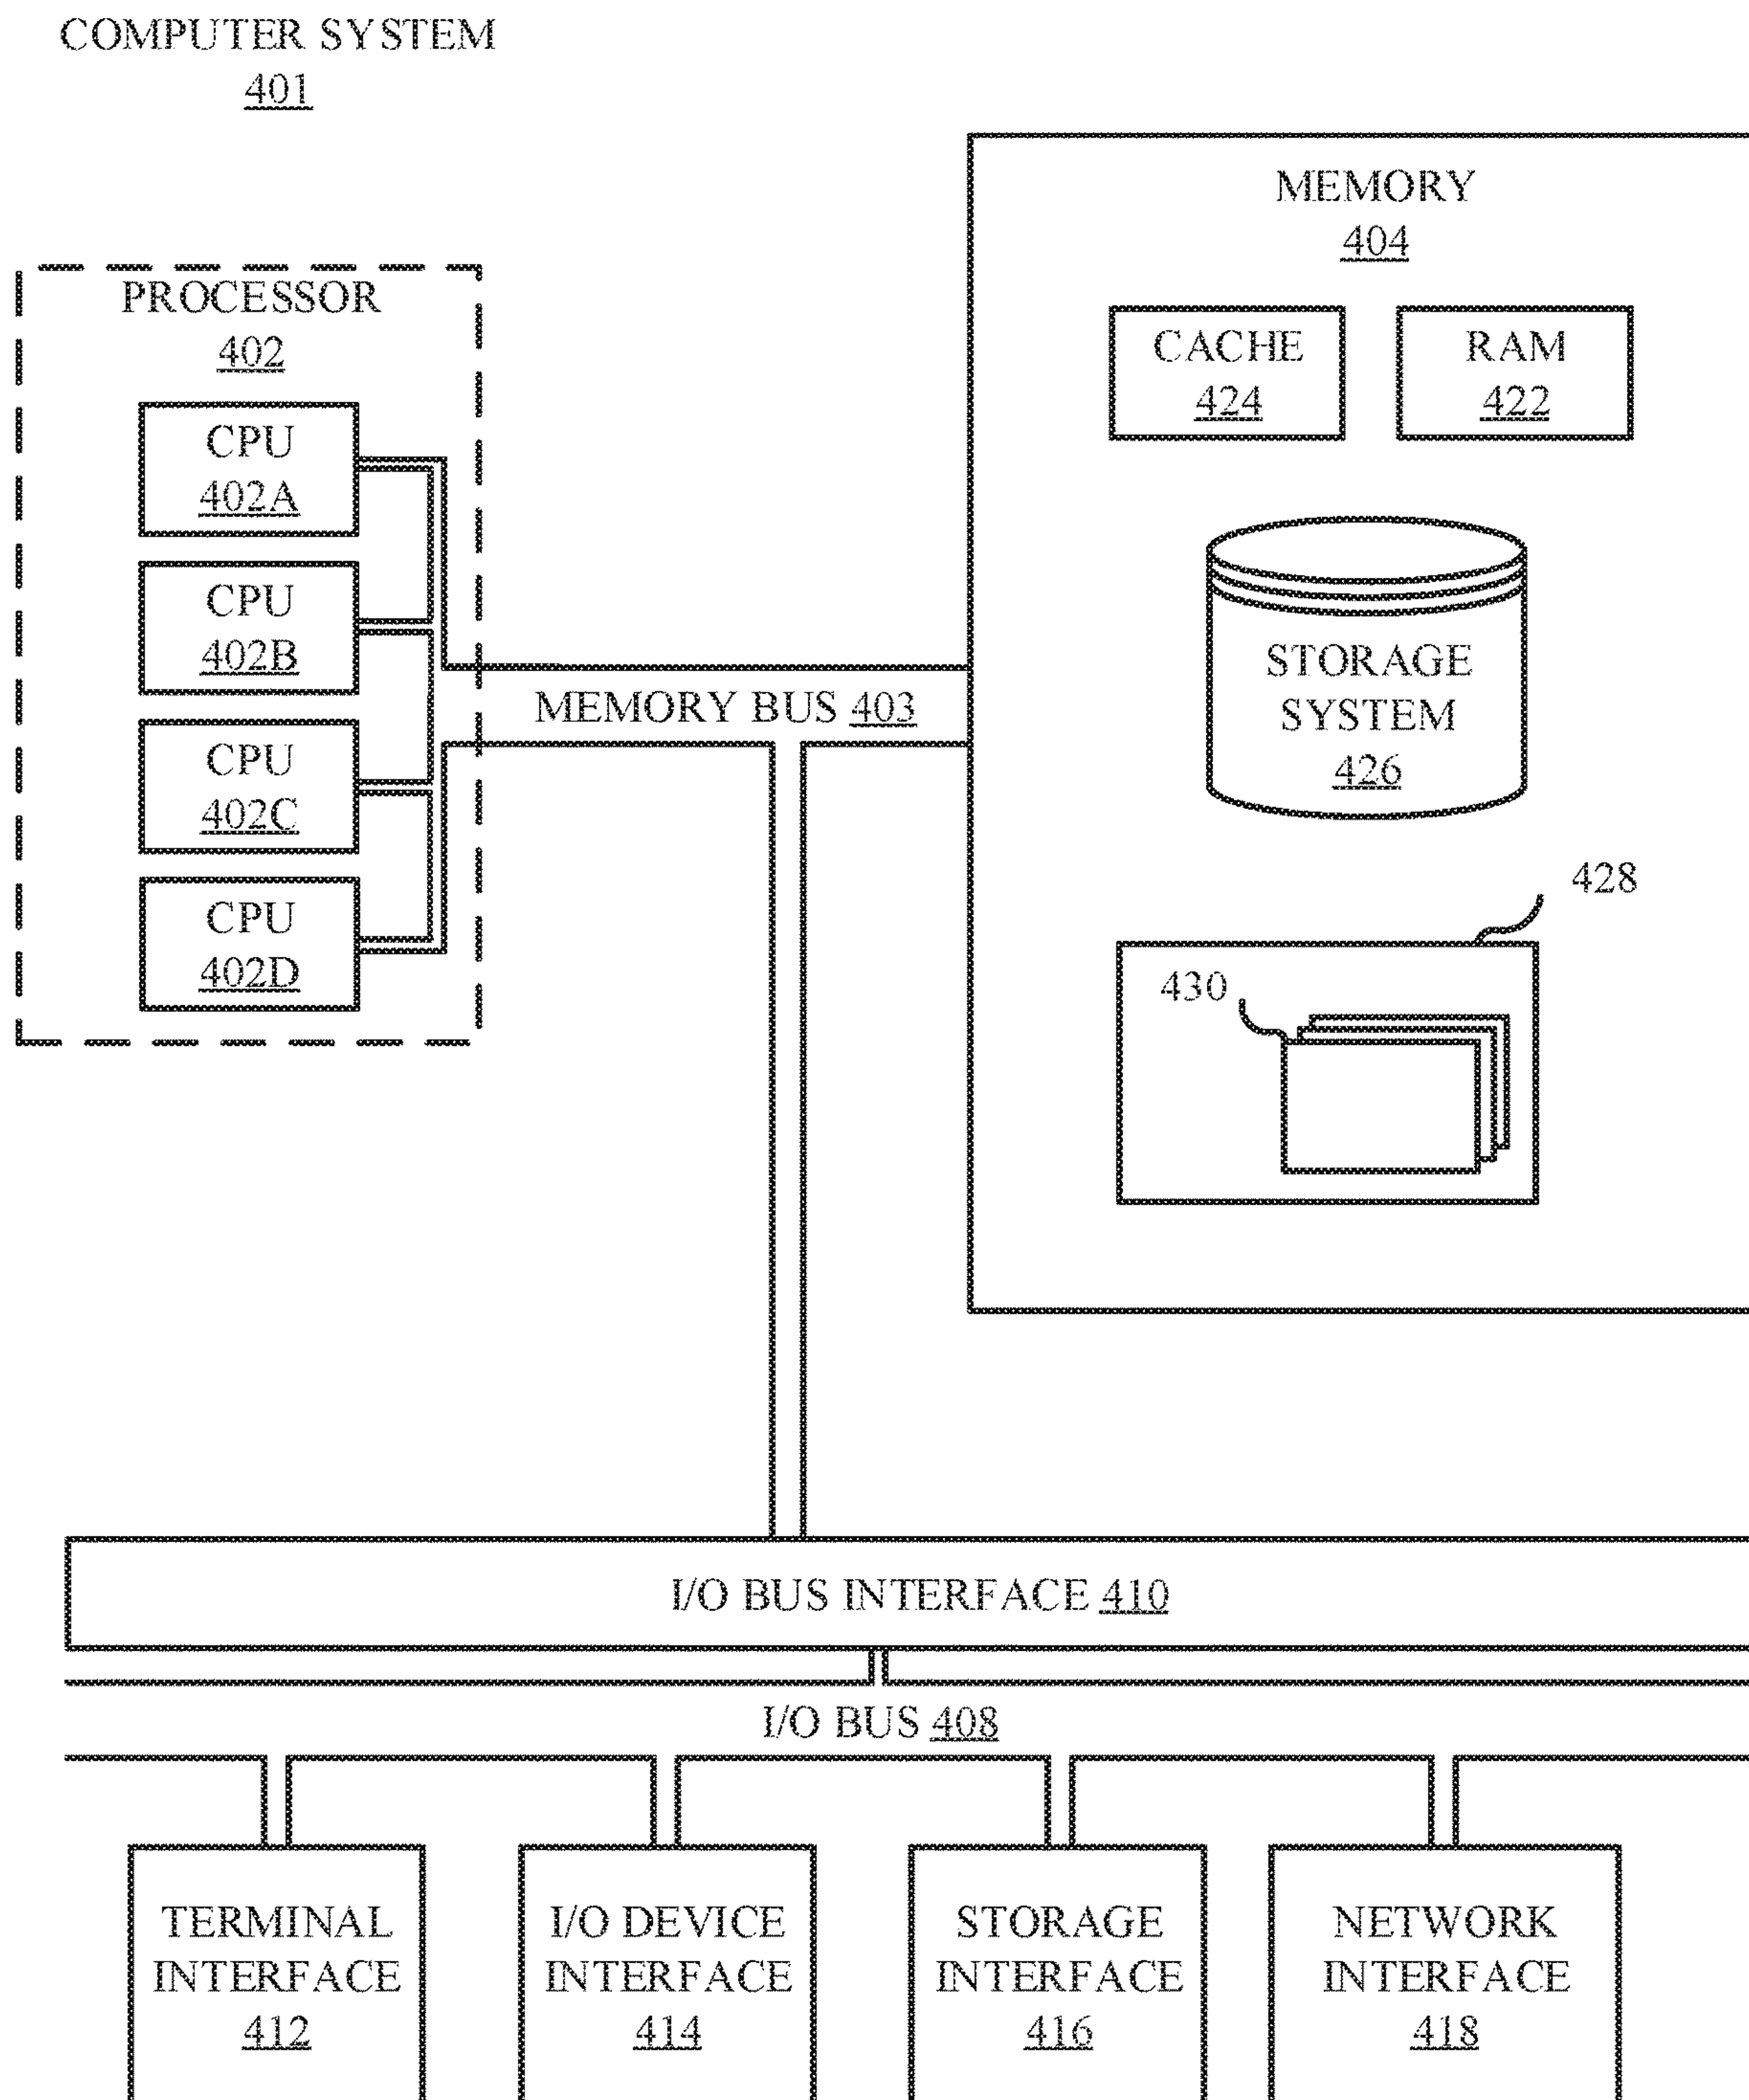 COMPUTER SYSTEM
401
MEMORY
404
PROCESSOR
402
CACHE
424
RAM
422
CPU
402A
CPU
402B
CPU
402C
CPU
402D
MEMORY BUS 403
STORAGE
SYSTEM
426
428
430
I/O BUS INTERFACE 410
I/O BUS 408
TERMINAL
INTERFACE
412
I/O DEVICE
INTERFACE
414
STORAGE
INTERFACE
416
NETWORK
INTERFACE
418